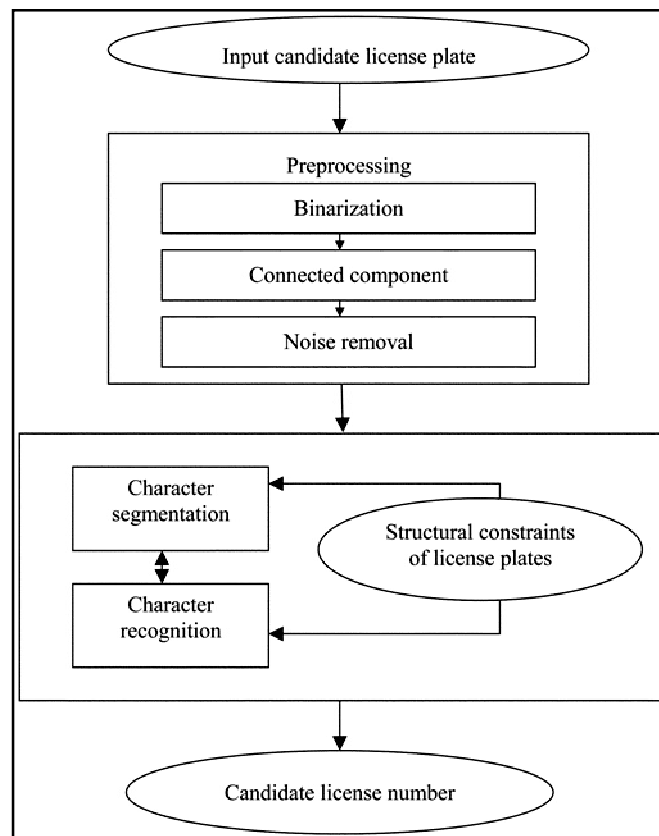 Input candidate license plate
Preprocessing
Binarization
Connected component
Noise removal
Character
segmentation
Structural constraints
of license plates
Character
recognition
Candidate license number